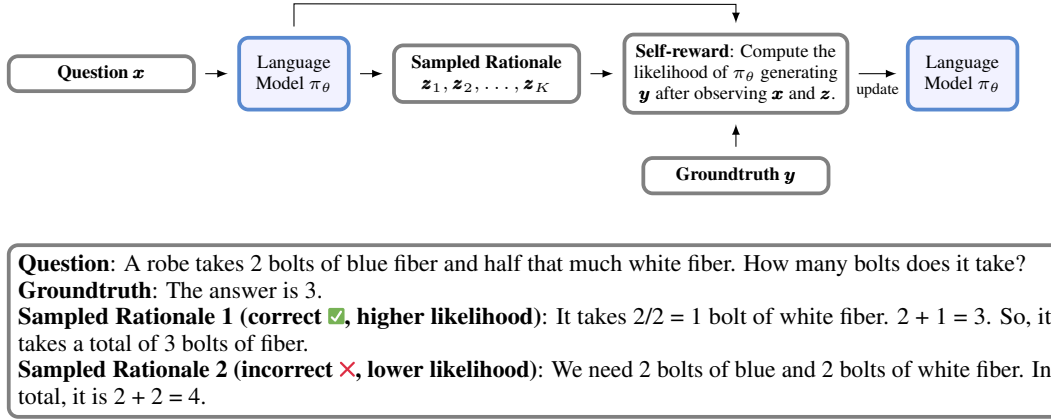 Question x
Language
Model πθ
Sampled Rationale
z1, z2, . . . , zK
Self-reward: Compute the
likelihood of πθ generating
y after observing x and z.
update
Language
Model πθ
Groundtruth y
Question: A robe takes 2 bolts of blue fiber and half that much white fiber. How many bolts does it take?
Groundtruth: The answer is 3.
Sampled Rationale 1 (correct ✅, higher likelihood): It takes 2/2 = 1 bolt of white fiber. 2 + 1 = 3. So, it
takes a total of 3 bolts of fiber.
Sampled Rationale 2 (incorrect ❌, lower likelihood): We need 2 bolts of blue and 2 bolts of white fiber. In
total, it is 2 + 2 = 4.